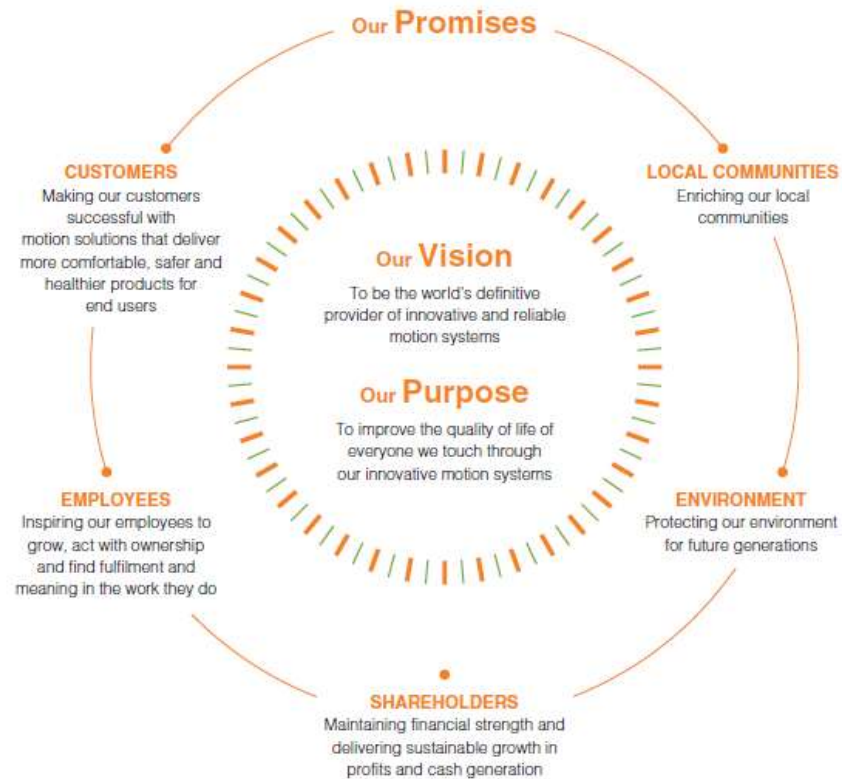 Our Promises
CUSTOMERS
Making our customers
successful with
motion solutions that deliver
more comfortable, safer and
healthier products for
end users
LOCAL COMMUNITIES
Enriching our local
communities
Our Vision
To be the world's definitive
provider of innovative and reliable
motion systems
Our Purpose
To improve the quality of life of
everyone we touch through
our innovative motion systems
EMPLOYEES
Inspiring our employees to
grow, act with ownership
and find fulfilment and
meaning in the work they do
ENVIRONMENT
Protecting our environment
for future generations
SHAREHOLDERS
Maintaining financial strength and
delivering sustainable growth in
profits and cash generation